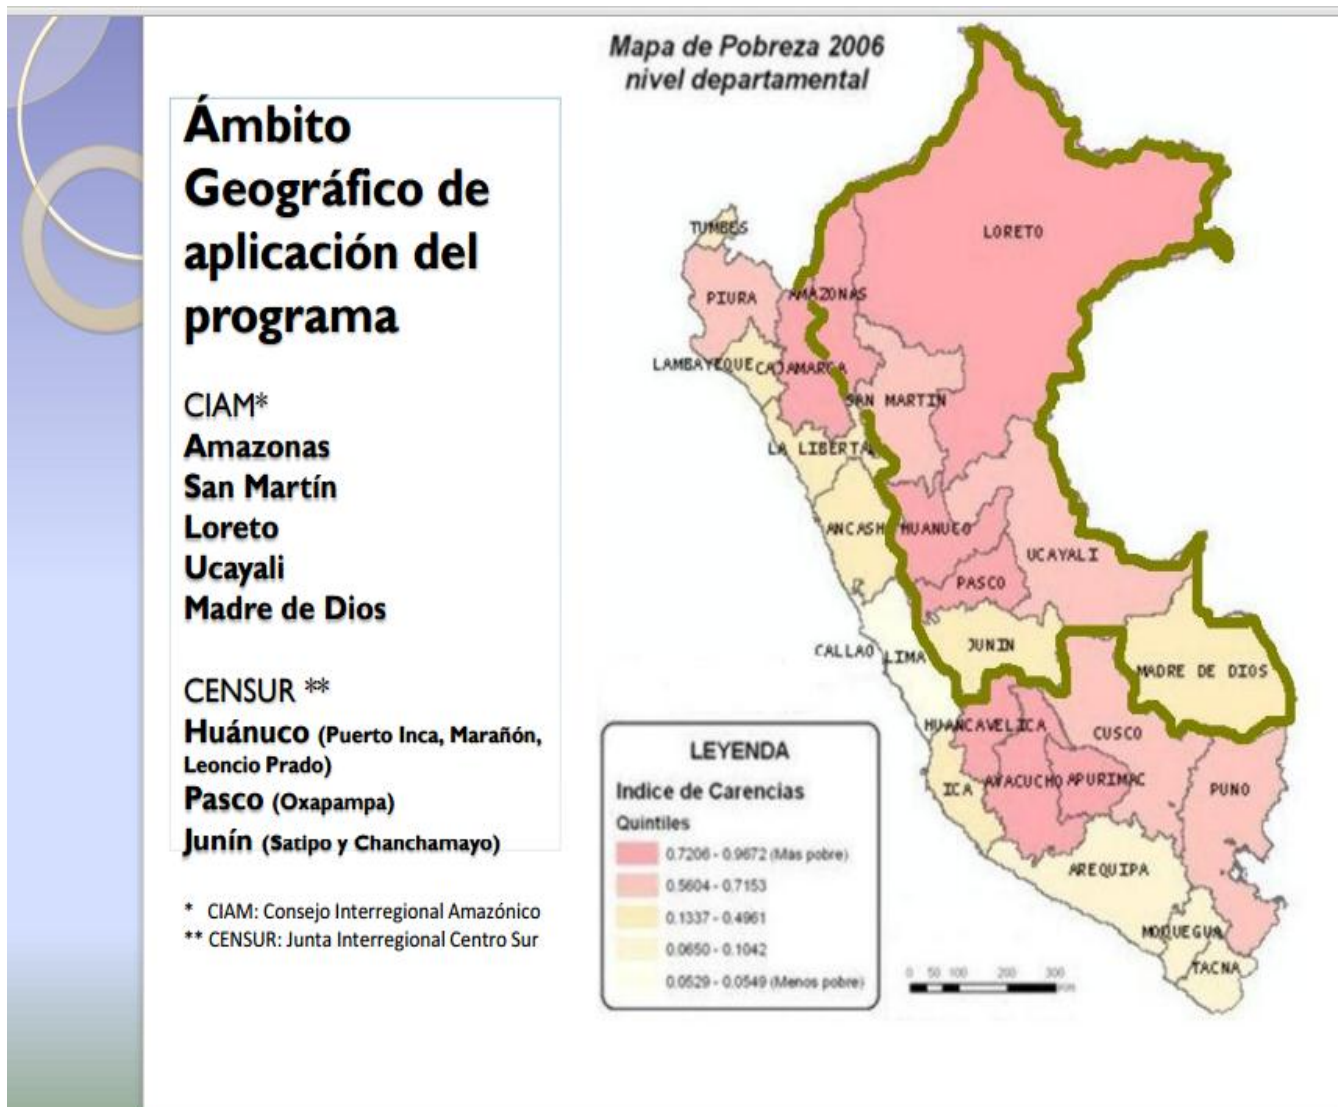 Ámbito
Geográfico de
aplicación del
programa
CIAM*
Amazonas
San Martín
Loreto
Ucayali
Madre de Dios
CENSUR **
Huánuco (Puerto Inca, Marañón,
Leoncio Prado)
Pasco (Oxapampa)
Junín (Satipo y Chanchamayo)
* CIAM: Consejo Interregional Amazónico
** CENSUR: Junta Interregional Centro Sur
Mapa de Pobreza 2006
nivel departamental
LORETO
TUMBES
PIURA
AMAZONAS
LAMBAYEQUE
CAJAMARCA
SAN MARTIN
LA LIBERTA
ANCASH
HUANUCO
UCAYALI
PASCO
JUNIN
CALLAO
LIMA
MADRE DE DIOS
HUANCAVELICA
CUSCO
ICA
AYACUCHO
APURIMAC
PUNO
AREQUIPA
MOQUEGUA
TACNA
LEYENDA
Indice de Carencias
Quintiles
0.7206 - 0.9672 (Mas pobre)
0.5604 - 0.7153
0.1337 - 0.4961
0.0650 - 0.1042
0.0529 - 0.0549 (Menos pobre)
0 50 100 200 300